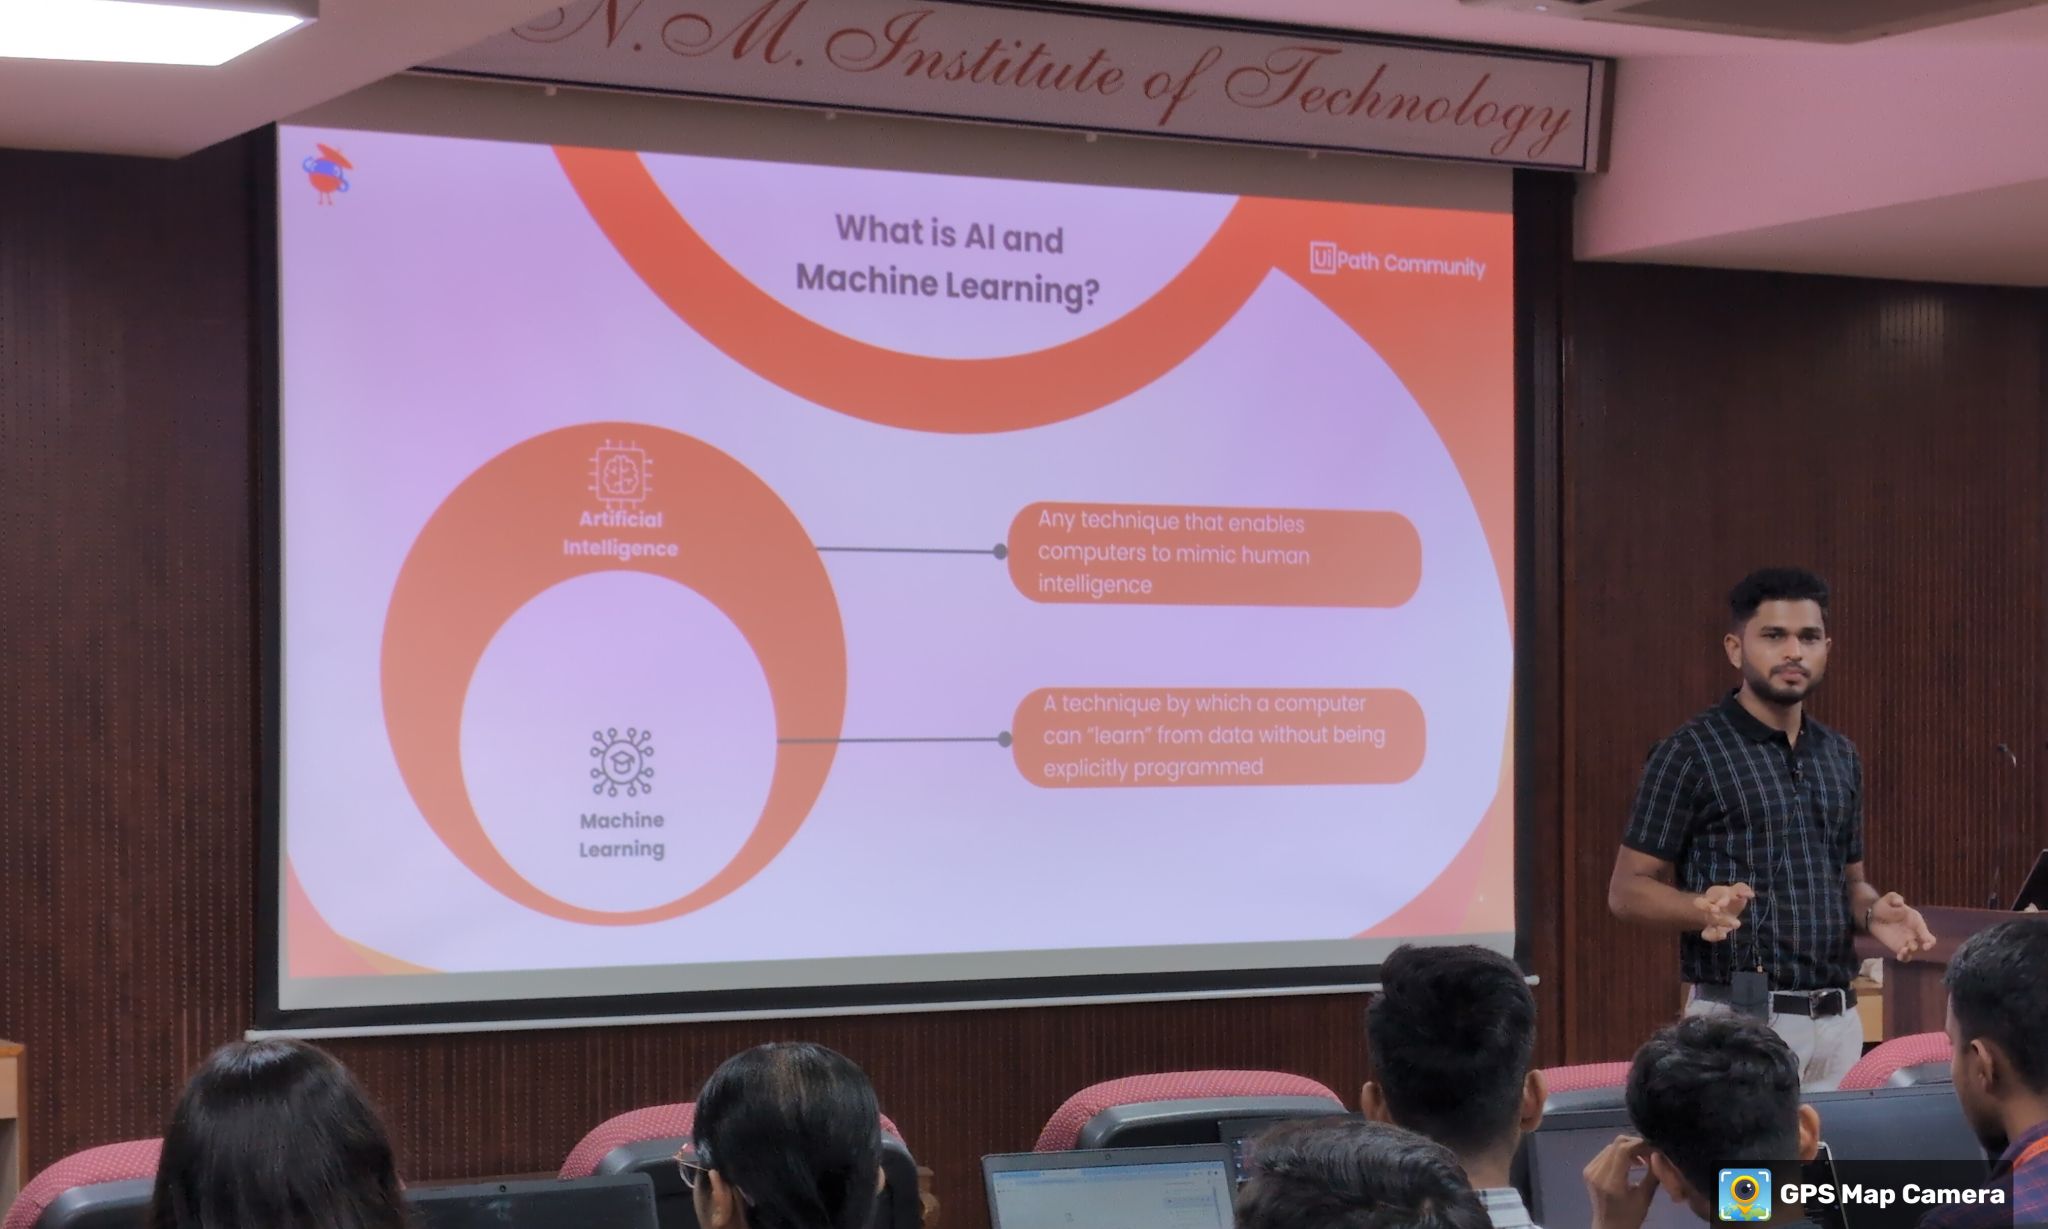 N. M. Institute of Technology
What is AI and
Machine Learning?
UiPath Community
Artificial
Intelligence
Any technique that enables
computers to mimic human
intelligence
A technique by which a computer
can “learn” from data without being
explicitly programmed
Machine
Learning
GPS Map Camera